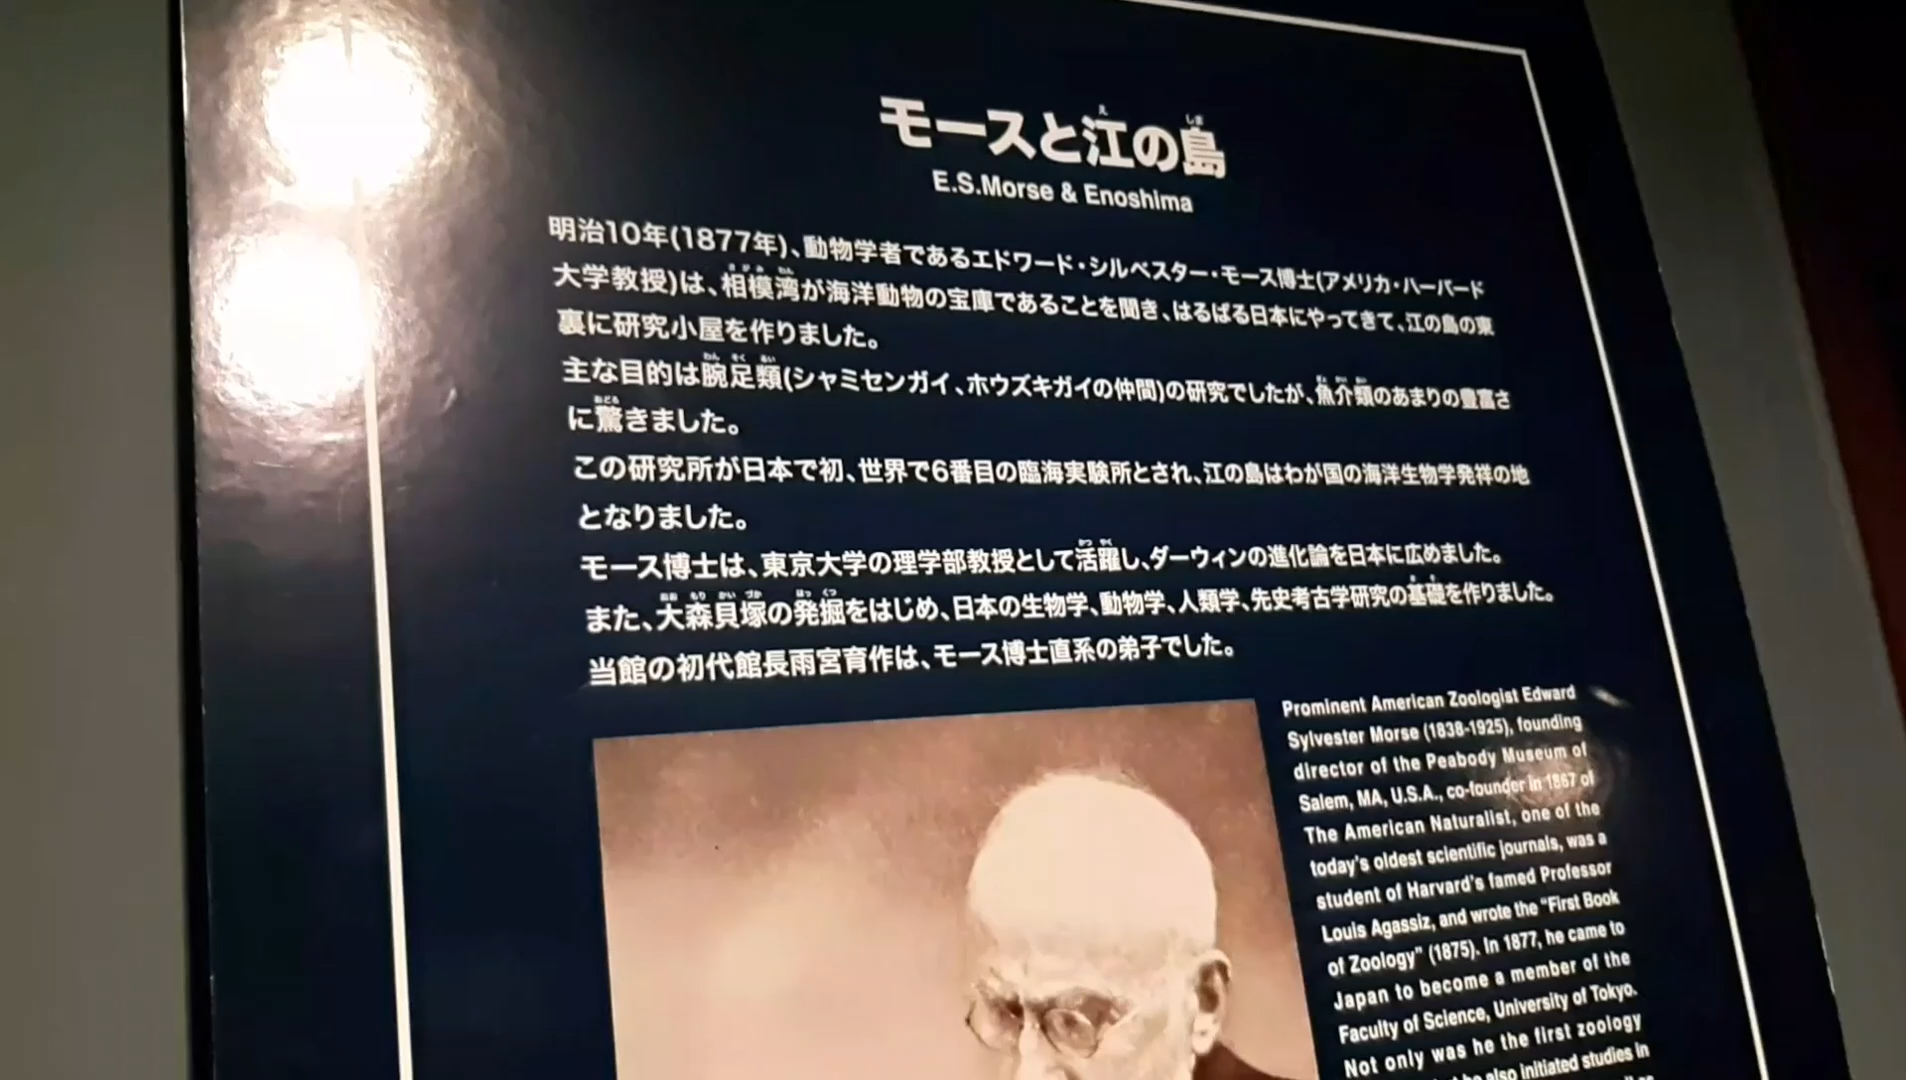 モースと江の島
E.S.Morse & Enoshima
明治10年(1877年)、動物学者であるエドワード・シルベスター・モース博士(アメリカ・ハーバード
大学教授)は、相模湾が海洋動物の宝庫であることを聞き、はるばる日本にやってきて、江の島の東
裏に研究小屋を作りました。
主な目的は腕足類(シャミセンガイ、ホウズキガイの仲間)の研究でしたが、魚介類のあまりの豊富さ
に驚きました。
この研究所が日本で初、世界で6番目の臨海実験所とされ、江の島はわが国の海洋生物学発祥の地
となりました。
モース博士は、東京大学の理学部教授として活躍し、ダーウィンの進化論を日本に広めました。
また、大森貝塚の発掘をはじめ、日本の生物学、動物学、人類学、先史考古学研究の基礎を作りました。
当館の初代館長雨宮育作は、モース博士直系の弟子でした。
Prominent American Zoologist Edward
Sylvester Morse (1838-1925), founding
director of the Peabody Museum of
Salem, MA, U.S.A., co-founder in 1867 of
The American Naturalist, one of the
today's oldest scientific journals, was a
student of Harvard's famed Professor
Louis Agassiz, and wrote the "First Book
of Zoology" (1875). In 1877, he came to
Japan to become a member of the
Faculty of Science, University of Tokyo.
Not only was he the first zoology
he also initiated studies in